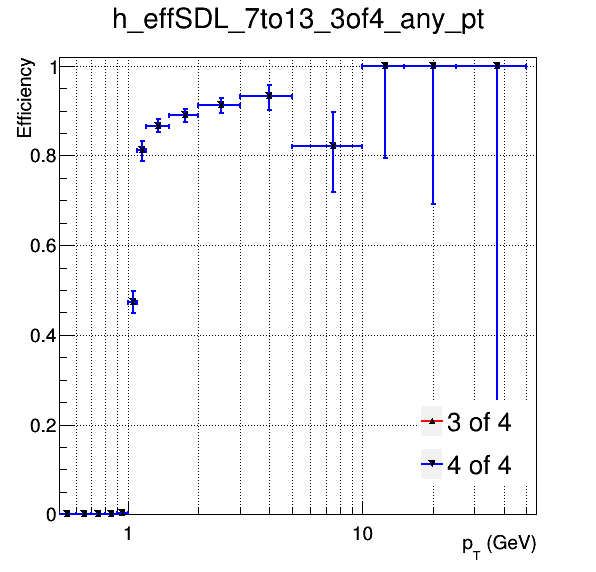 h_effSDL_7to13_3of4_any_pt
Efficiency
1
0.8
0.6
0.4
0.2
0
3 of 4
4 of 4
1
10
p_T (GeV)